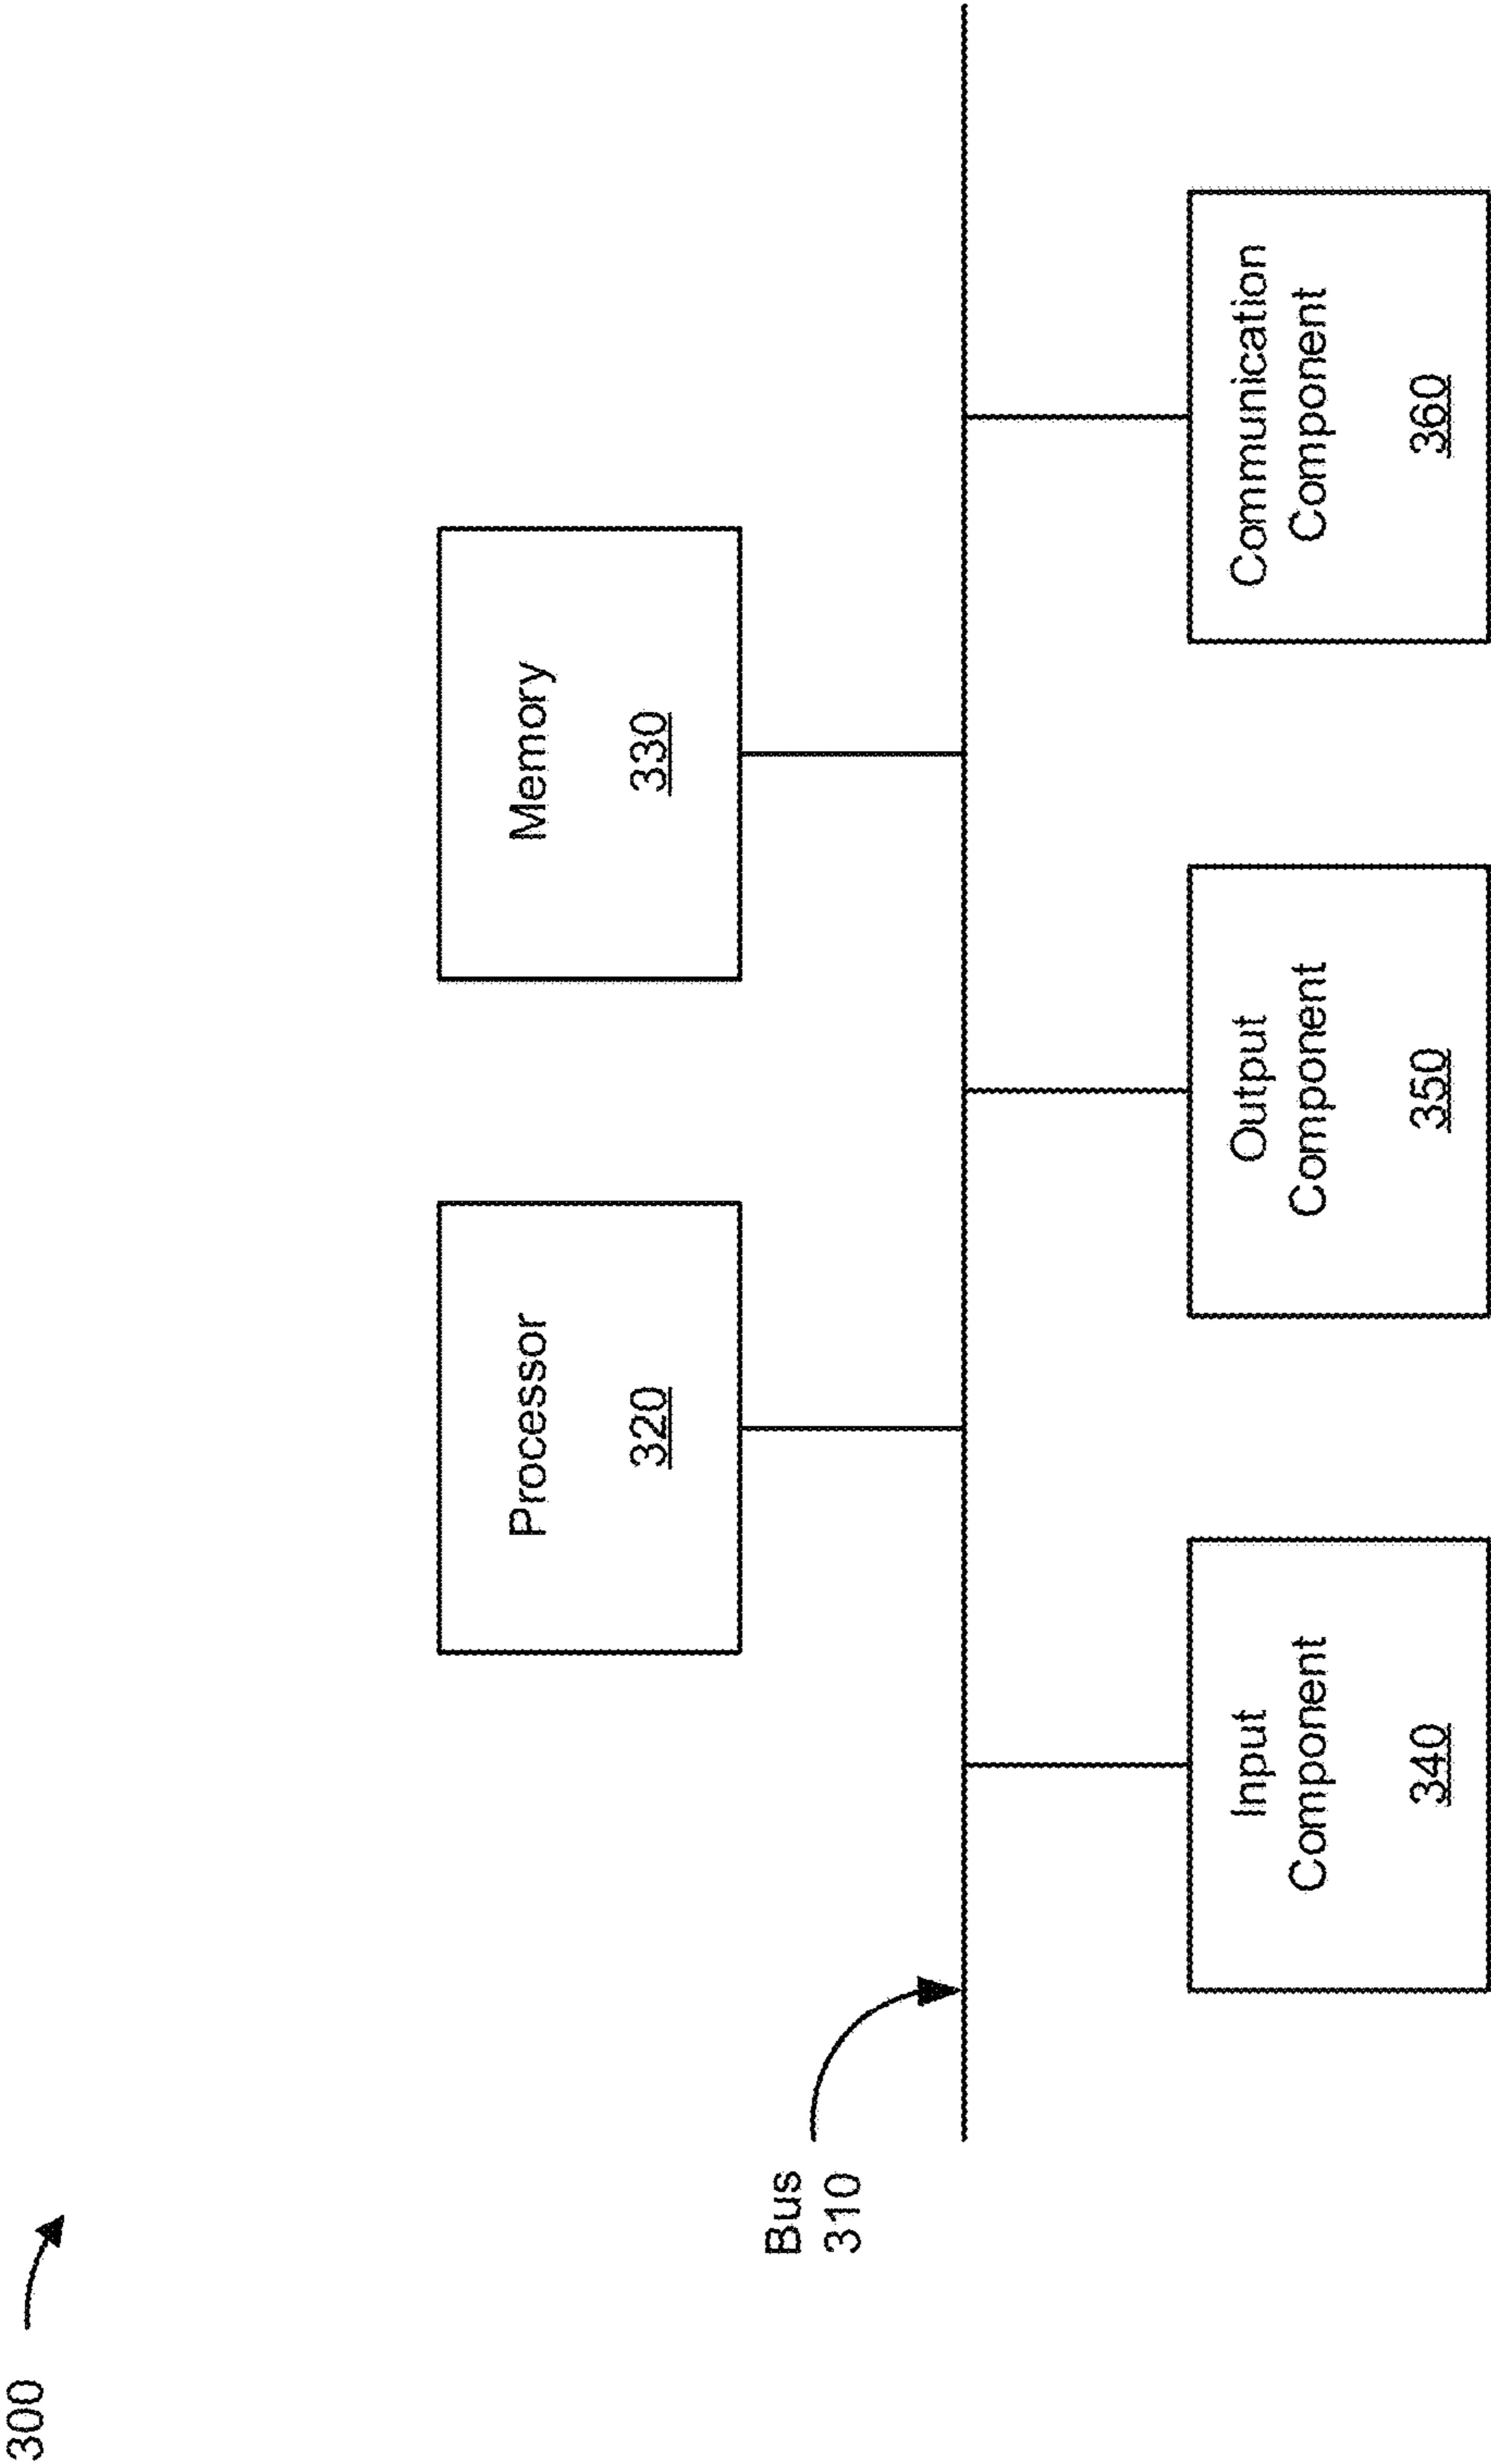 300
Processor
320
Memory
330
Bus
310
Input
Component
340
Output
Component
350
Communication
Component
360